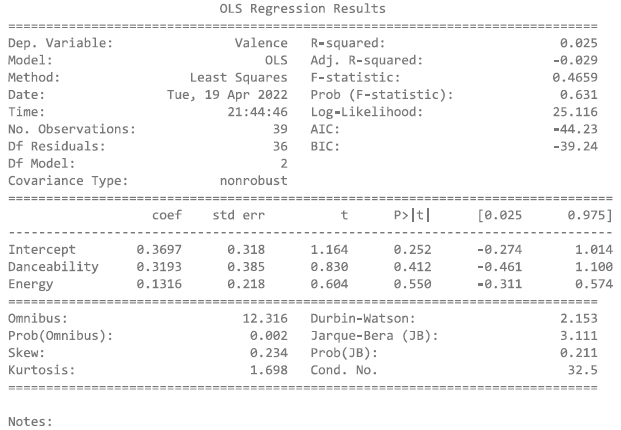 OLS Regression Results
==============================================================================
Dep. Variable: Valence R-squared: 0.025
Model: OLS Adj. R-squared: -0.029
Method: Least Squares F-statistic: 0.4659
Date: Tue, 19 Apr 2022 Prob (F-statistic): 0.631
Time: 21:44:46 Log-Likelihood: 25.116
No. Observations: 39 AIC: -44.23
Df Residuals: 36 BIC: -39.24
Df Model: 2
Covariance Type: nonrobust
================================================================================
coef std err t P>|t| [0.025 0.975]
--------------------------------------------------------------------------------
Intercept 0.3697 0.318 1.164 0.252 -0.274 1.014
Danceability 0.3193 0.385 0.830 0.412 -0.461 1.100
Energy 0.1316 0.218 0.604 0.550 -0.311 0.574
==============================================================================
Omnibus: 12.316 Durbin-Watson: 2.153
Prob(Omnibus): 0.002 Jarque-Bera (JB): 3.111
Skew: 0.234 Prob(JB): 0.211
Kurtosis: 1.698 Cond. No. 32.5
==============================================================================
Notes: